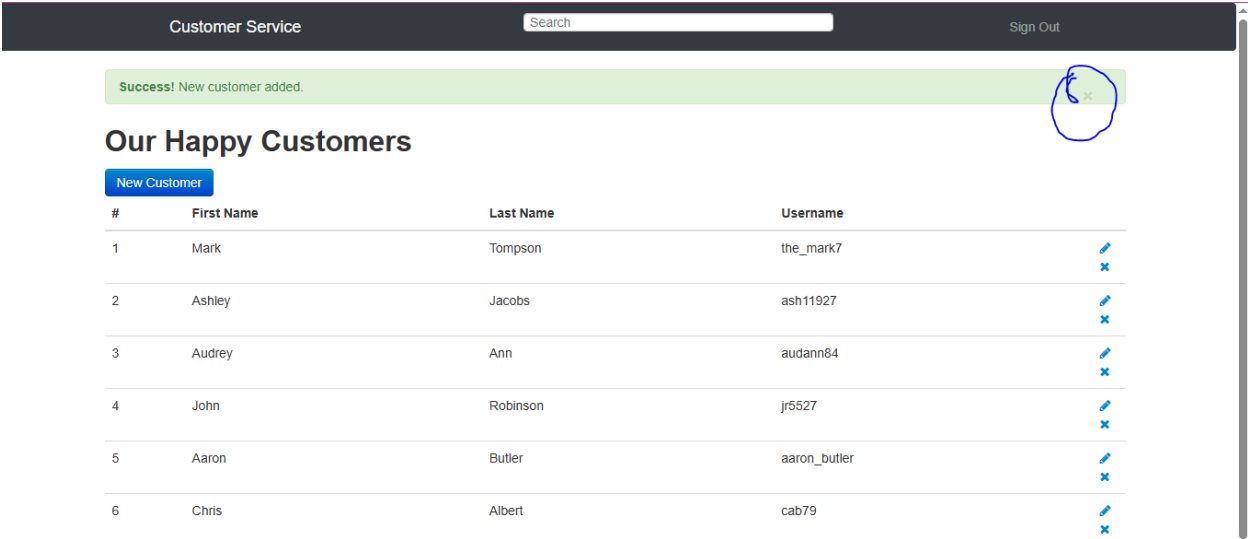 Customer Service Search Sign Out
Success! New customer added.
Our Happy Customers
New Customer
# First Name Last Name Username
1 Mark Tompson the_mark7
2 Ashley Jacobs ash11927
3 Audrey Ann audann84
4 John Robinson jr5527
5 Aaron Butler aaron_butler
6 Chris Albert cab79